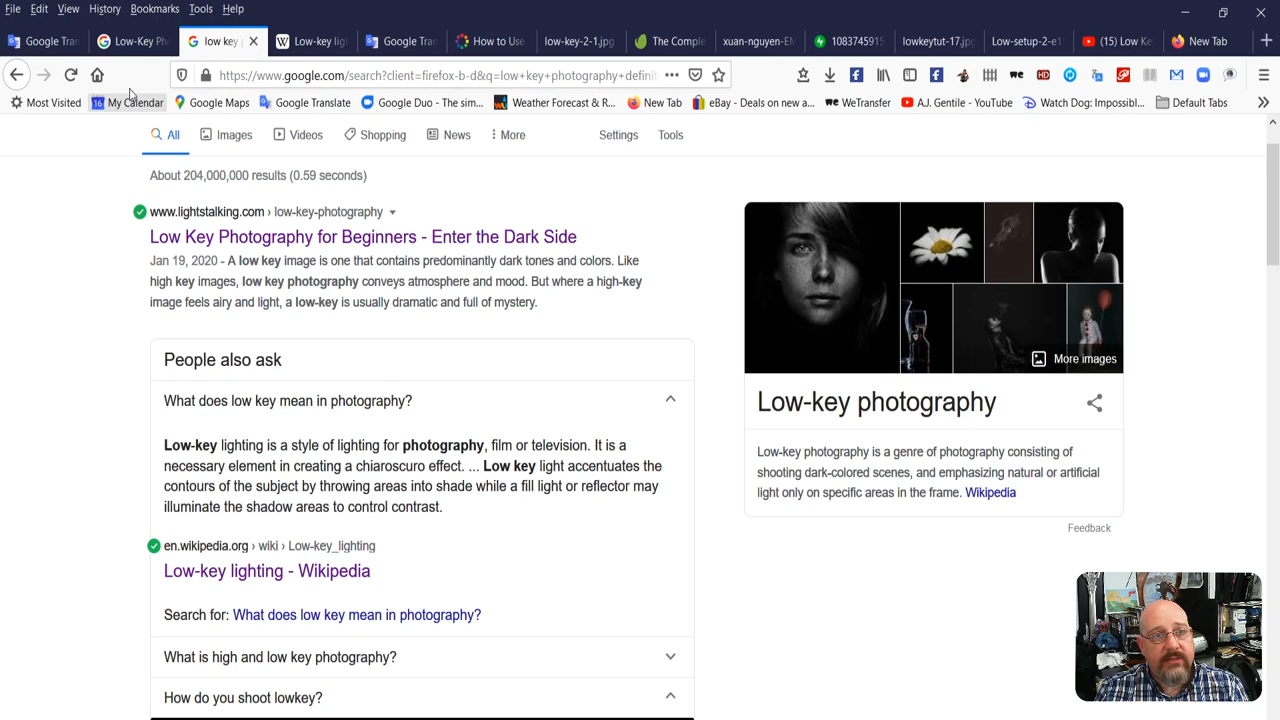 File Edit View History Bookmarks Tools Help
Google Tran
Low-Key Ph
low key p
Low-key ligh
Google Tran
How to Use
low-key-2-1.jpg
The Comple
xuan-nguyen-EM
1083745915
lowkeytut-17.jpg
Low-setup-2-e13
(15) Low Ke
New Tab
https://www.google.com/search?client=firefox-b-d&q=low+key+photography+defini
Most Visited
16 My Calendar
Google Maps
Google Translate
Google Duo - The sim...
Weather Forecast & R...
New Tab
eBay - Deals on new a...
WeTransfer
A.J. Gentile - YouTube
Watch Dog: Impossibl...
Default Tabs
All Images Videos Shopping News More Settings Tools
About 204,000,000 results (0.59 seconds)
www.lightstalking.com › low-key-photography
Low Key Photography for Beginners - Enter the Dark Side
Jan 19, 2020 - A low key image is one that contains predominantly dark tones and colors. Like
high key images, low key photography conveys atmosphere and mood. But where a high-key
image feels airy and light, a low-key is usually dramatic and full of mystery.
People also ask
What does low key mean in photography?
Low-key lighting is a style of lighting for photography, film or television. It is a
necessary element in creating a chiaroscuro effect. ... Low key light accentuates the
contours of the subject by throwing areas into shade while a fill light or reflector may
illuminate the shadow areas to control contrast.
en.wikipedia.org › wiki › Low-key_lighting
Low-key lighting - Wikipedia
Search for: What does low key mean in photography?
What is high and low key photography?
How do you shoot lowkey?
More images
Low-key photography
Low-key photography is a genre of photography consisting of
shooting dark-colored scenes, and emphasizing natural or artificial
light only on specific areas in the frame. Wikipedia
Feedback